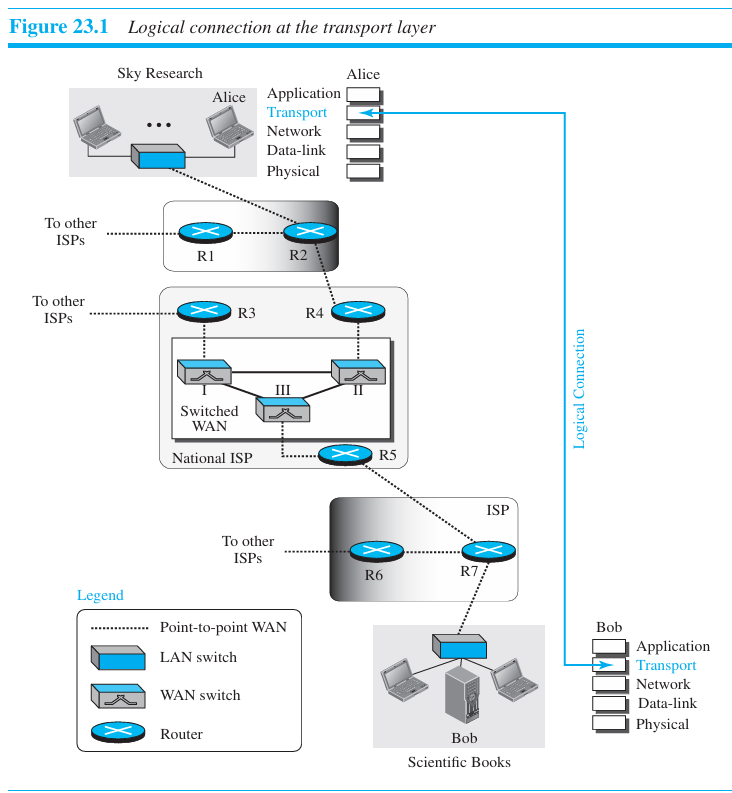 Figure 23.1 Logical connection at the transport layer
Sky Research
Alice
Alice
Application
Transport
Network
Data-link
Physical
To other
ISPs
R1
R2
To other
ISPs
R3
R4
I
III
II
Switched
WAN
National ISP
R5
Logical Connection
ISP
To other
ISPs
R6
R7
Legend
Point-to-point WAN
LAN switch
WAN switch
Router
Bob
Scientific Books
Bob
Application
Transport
Network
Data-link
Physical